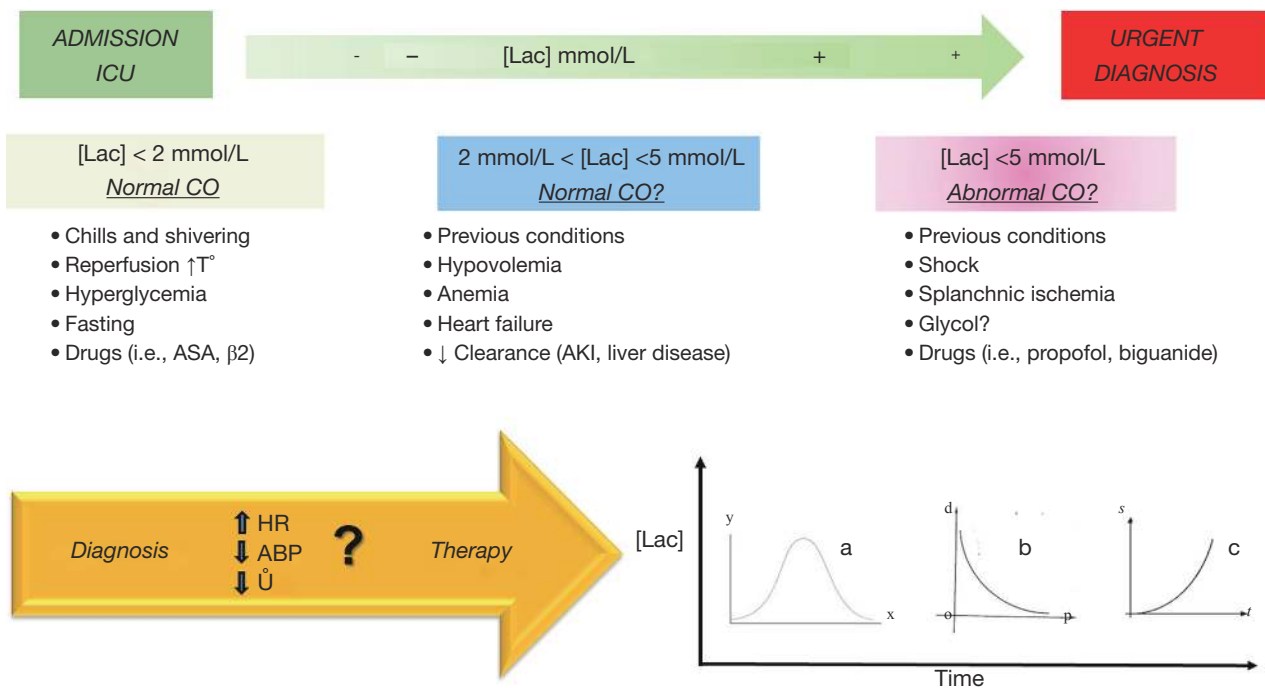 ADMISSION
ICU
- − [Lac] mmol/L + +
URGENT
DIAGNOSIS
[Lac] < 2 mmol/L
Normal CO
• Chills and shivering
• Reperfusion ↑T°
• Hyperglycemia
• Fasting
• Drugs (i.e., ASA, β2)
2 mmol/L < [Lac] <5 mmol/L
Normal CO?
• Previous conditions
• Hypovolemia
• Anemia
• Heart failure
• ↓ Clearance (AKI, liver disease)
[Lac] <5 mmol/L
Abnormal CO?
• Previous conditions
• Shock
• Splanchnic ischemia
• Glycol?
• Drugs (i.e., propofol, biguanide)
Diagnosis
⬆ HR
⬇ ABP
⬇ Ů
?
Therapy
[Lac]
y
a
x
d
b
o
p
s
c
t
Time